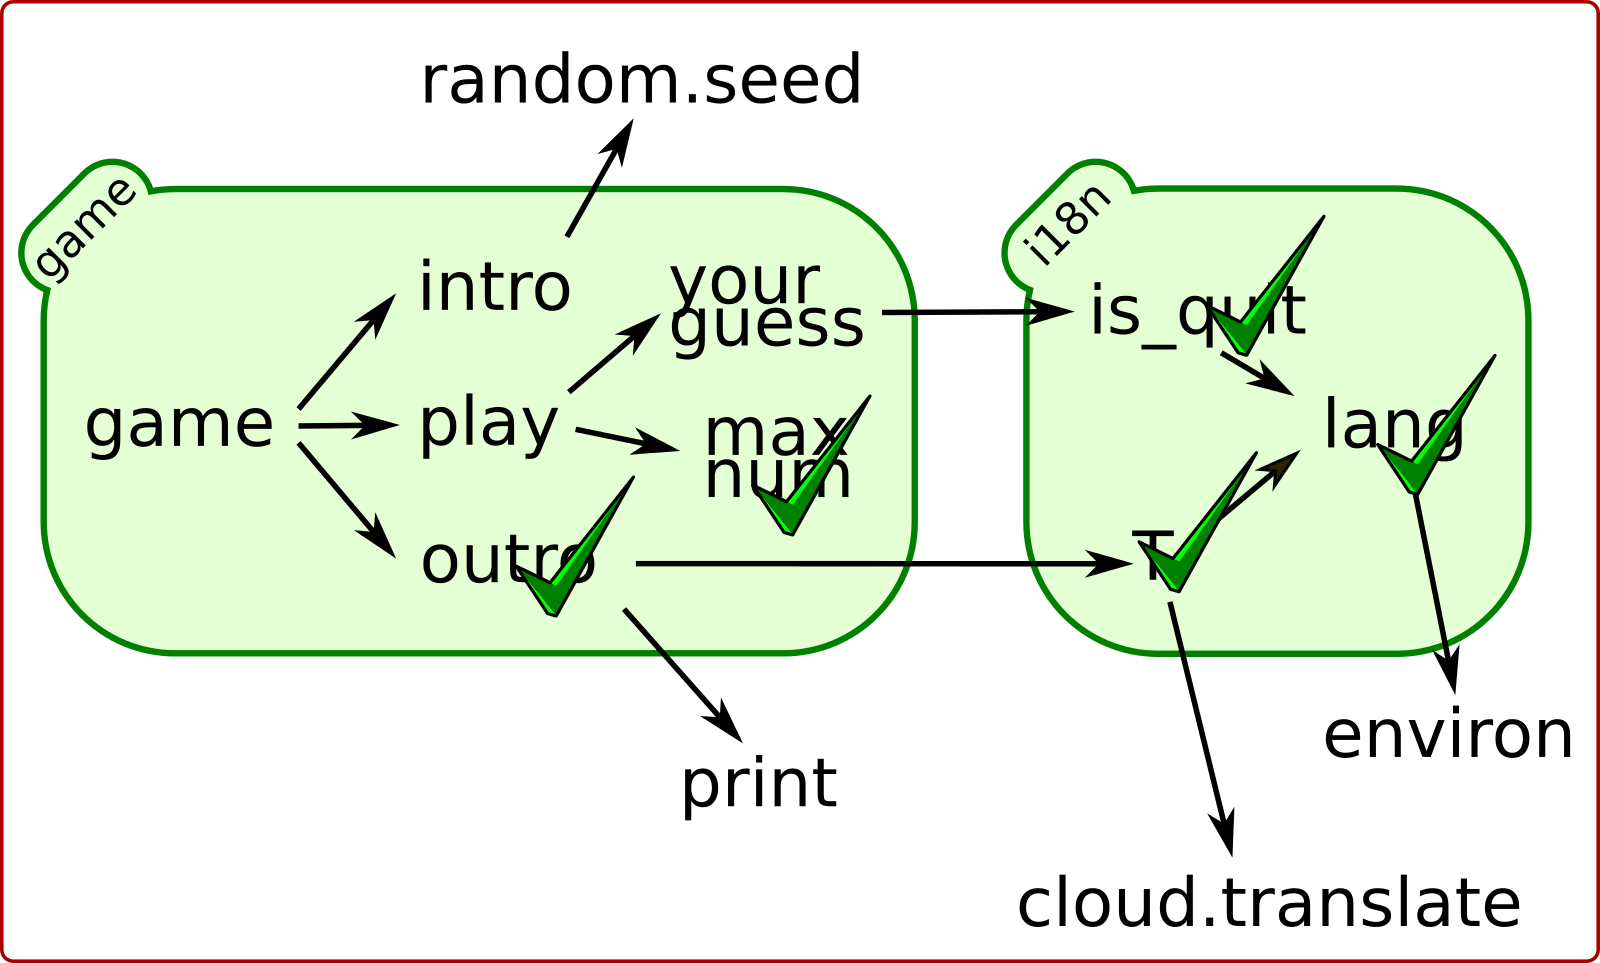 random.seed
game
i18n
intro
your
guess
is_quit
game
play
max
num
lang
outro
T
print
environ
cloud.translate